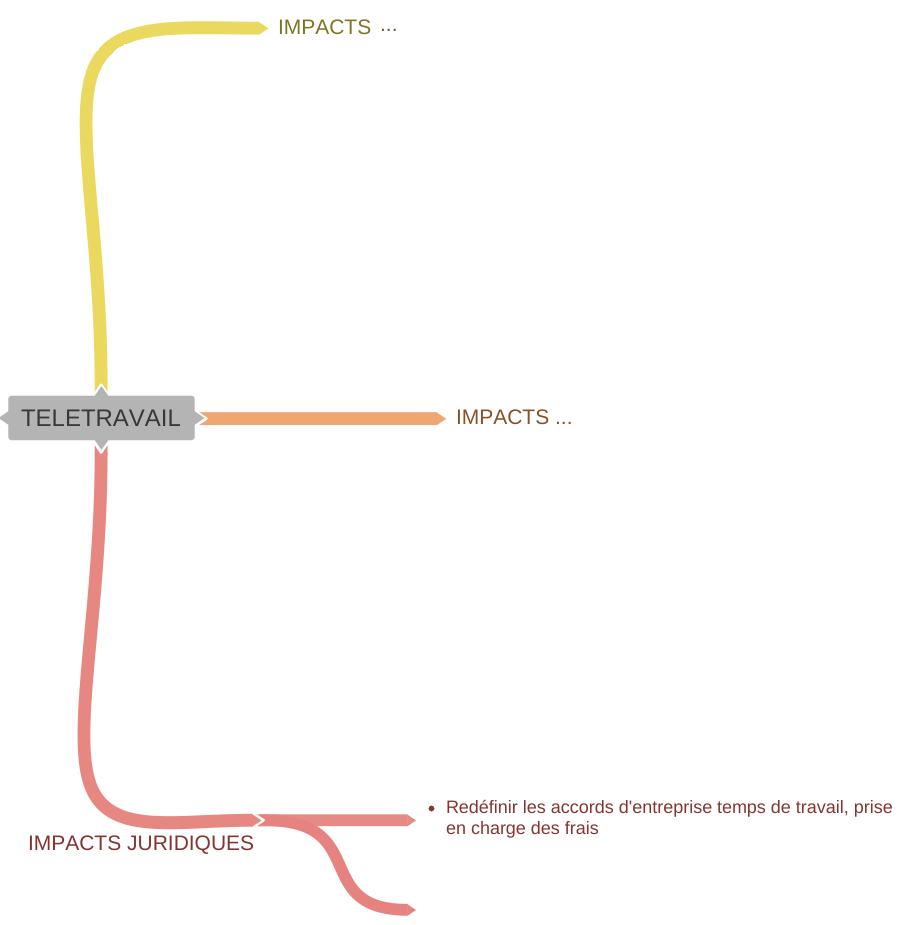 IMPACTS ...
TELETRAVAIL
IMPACTS ...
IMPACTS JURIDIQUES
• Redéfinir les accords d'entreprise temps de travail, prise
en charge des frais